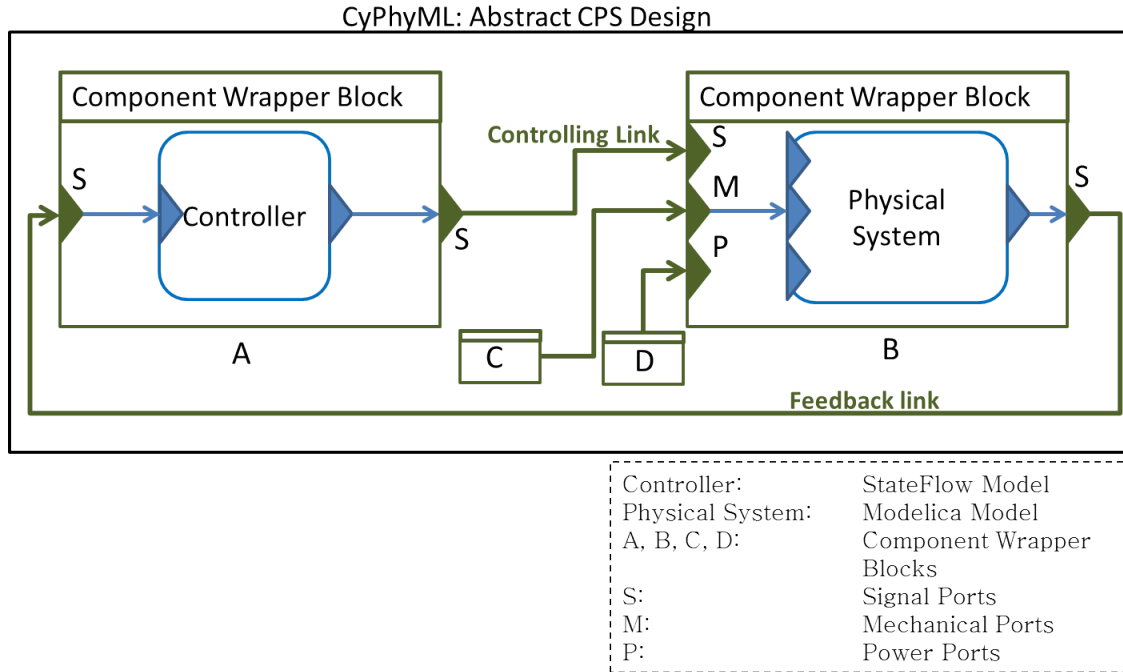 CyPhyML: Abstract CPS Design
Component Wrapper Block
S
Controller
S
A
Controlling Link
C
D
Component Wrapper Block
S
M
P
Physical
System
S
B
Feedback link
Controller: StateFlow Model
Physical System: Modelica Model
A, B, C, D: Component Wrapper
Blocks
S: Signal Ports
M: Mechanical Ports
P: Power Ports